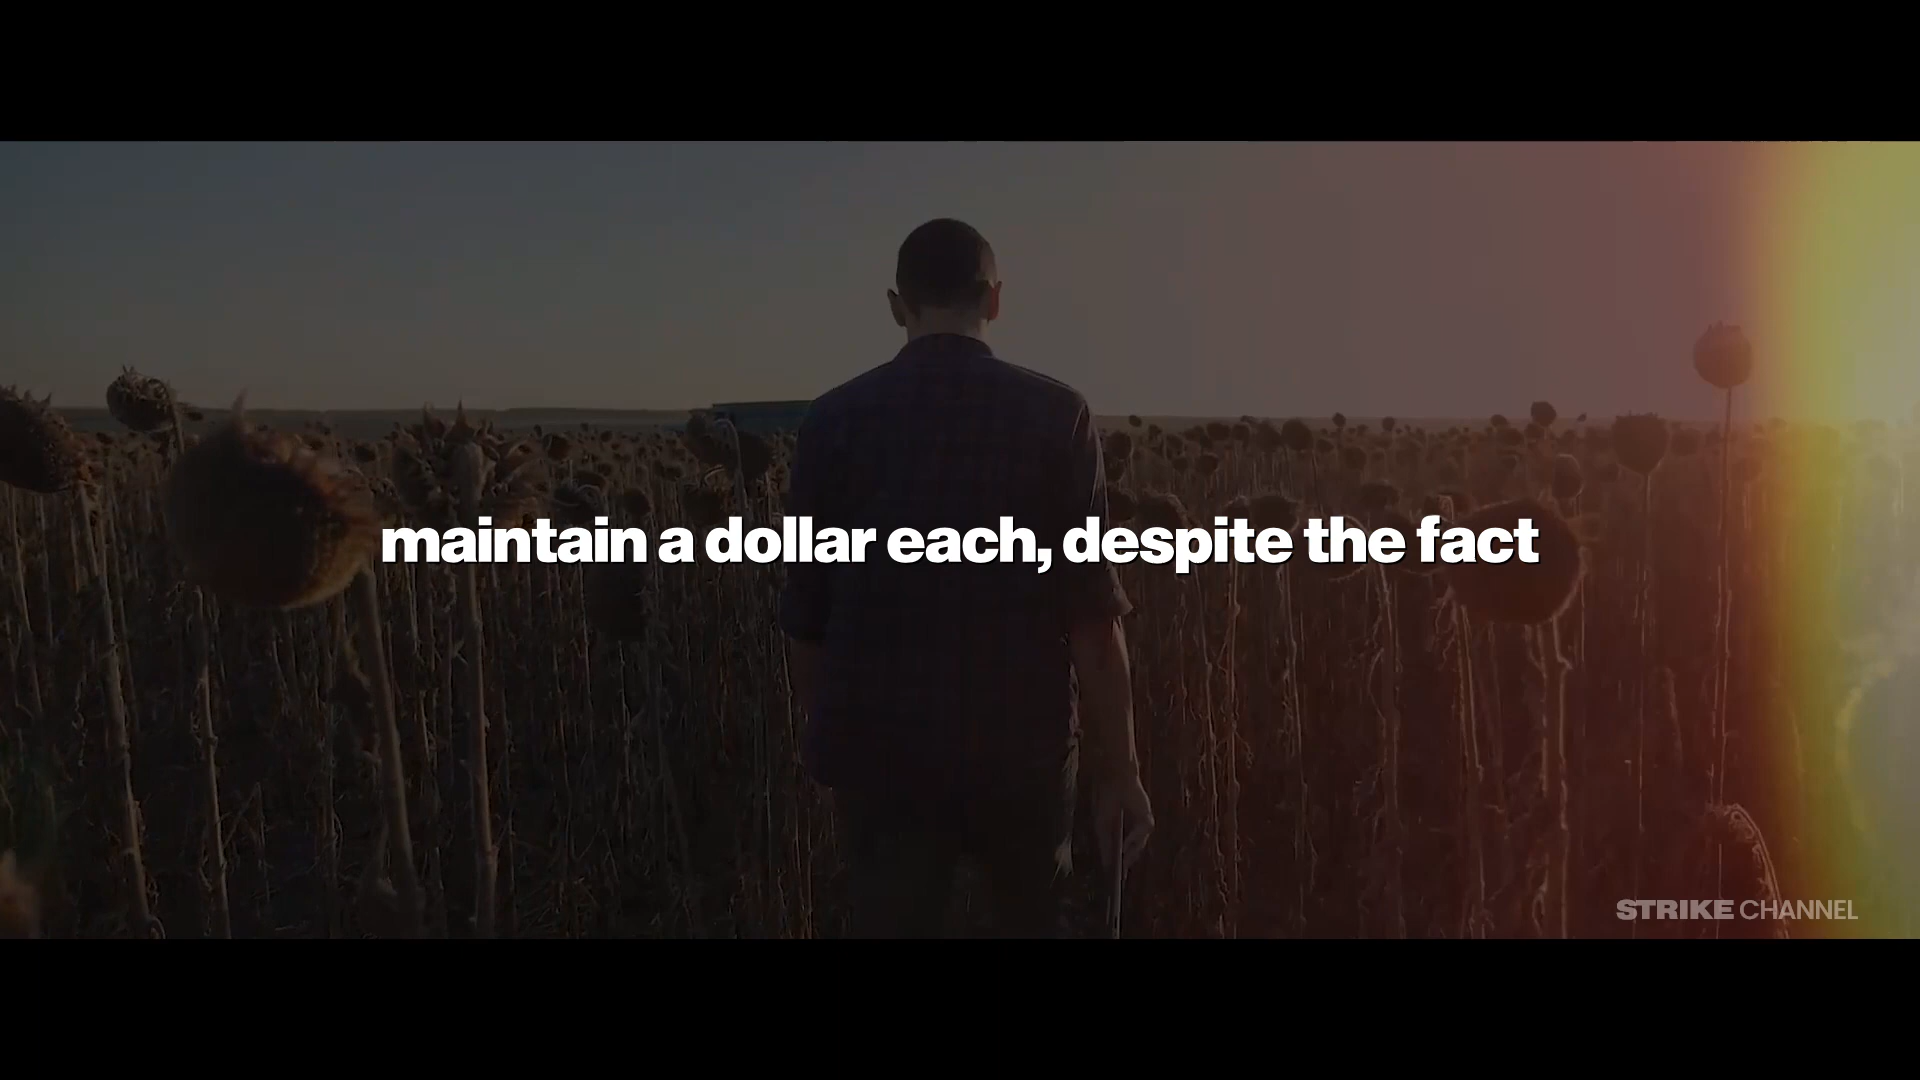 maintain a dollar each, despite the fact
STRIKE CHANNEL